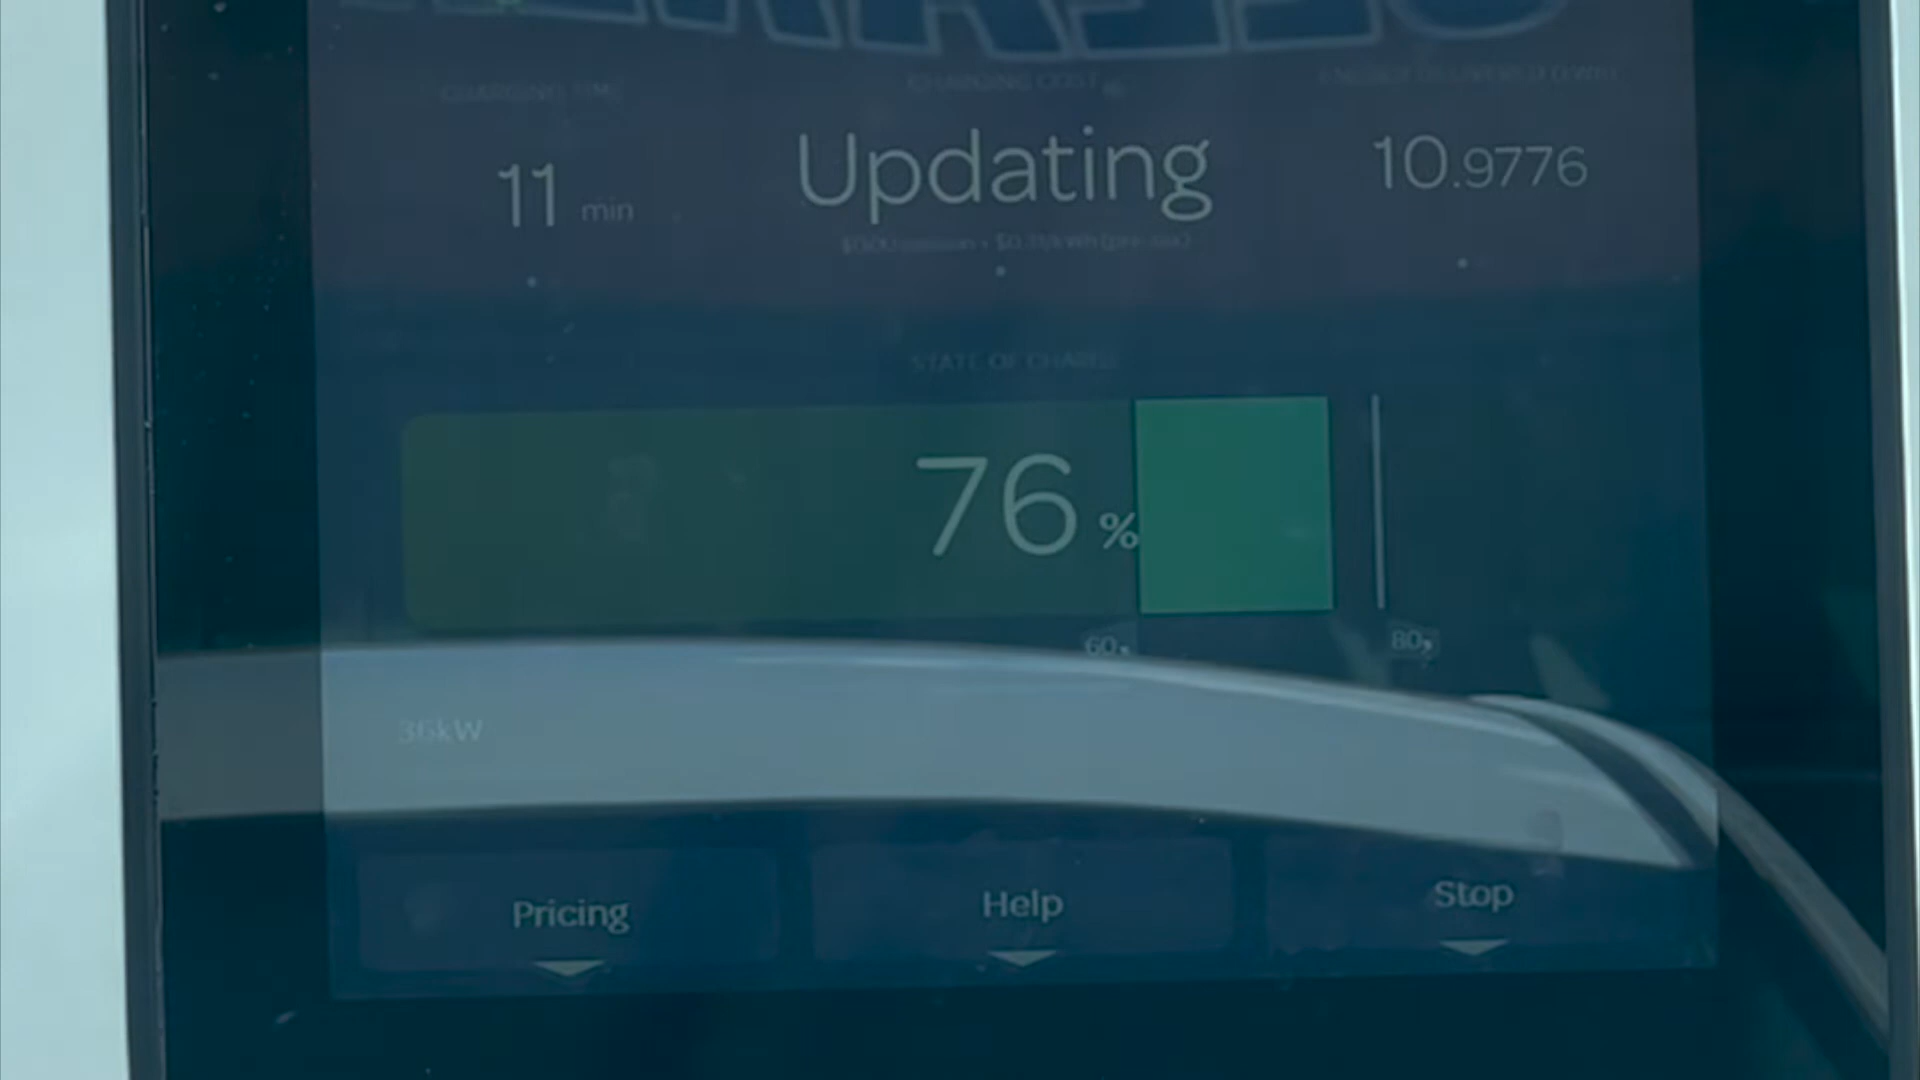 CHARGING TIME
CHARGING COST
ENERGY DELIVERED (kWh)
11 min
Updating
10.9776
STATE OF CHARGE
76 %
60%
80%
36kW
Pricing
Help
Stop